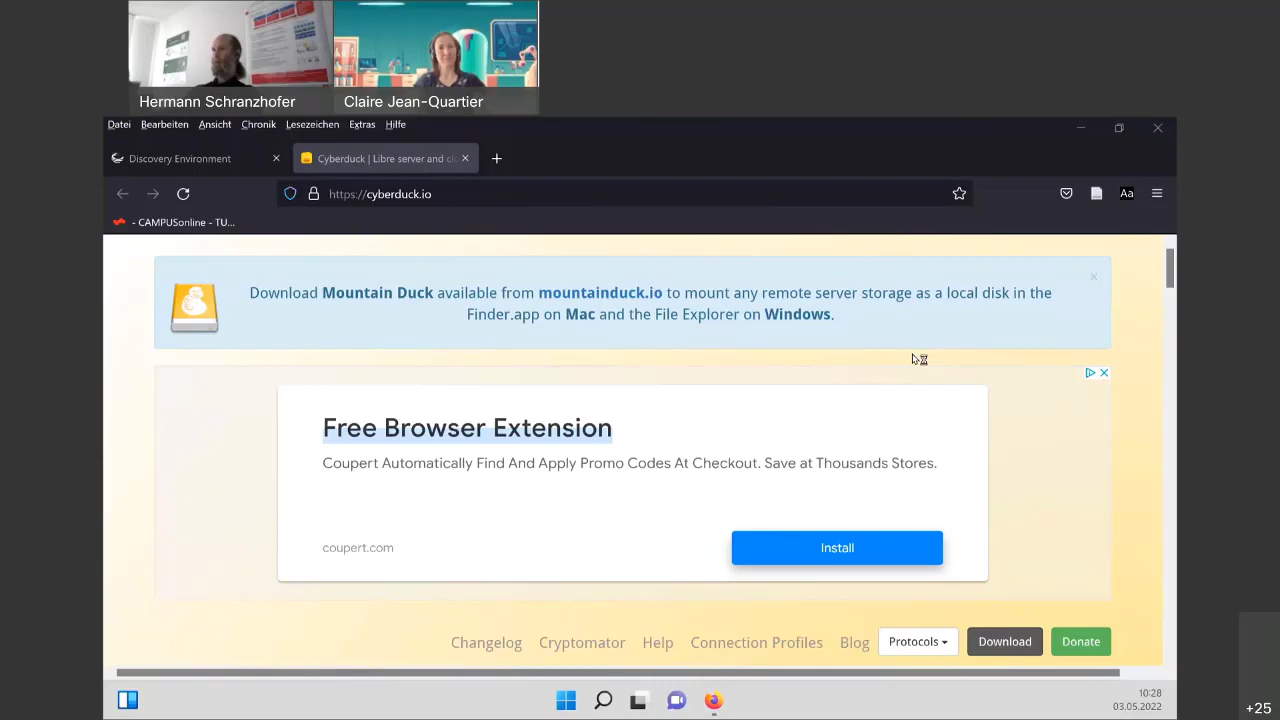 Hermann Schranzhofer
Claire Jean-Quartier
Datei Bearbeiten Ansicht Chronik Lesezeichen Extras Hilfe
Discovery Environment
Cyberduck | Libre server and cl
https://cyberduck.io
Aa
- CAMPUSonline - TU...
Download Mountain Duck available from mountainduck.io to mount any remote server storage as a local disk in the
Finder.app on Mac and the File Explorer on Windows.
Free Browser Extension
Coupert Automatically Find And Apply Promo Codes At Checkout. Save at Thousands Stores.
coupert.com
Install
Changelog Cryptomator Help Connection Profiles Blog Protocols Download Donate
10:28
03.05.2022
+25